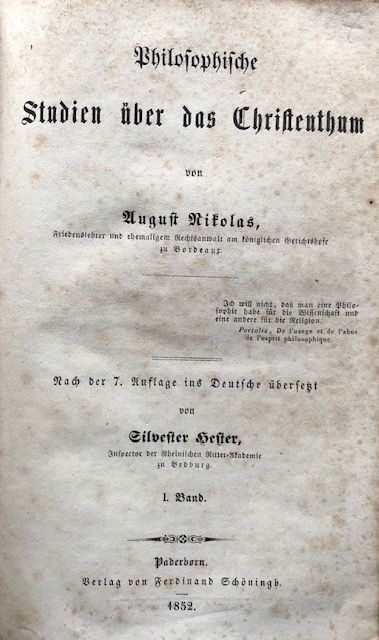 Philosophische
Studien über das Christenthum
von
August Nikolas,
Friedenslehrer und ehemaligem Rechtsanwalt am königlichen Gerichtshofe
zu Bordeaux.
Ich will nicht, daß man eine Philo-
sophie habe für die Wissenschaft und
eine andere für die Religion.
Portalis, De l'usage et de l'abus
de l'esprit philosophique.
Nach der 7. Auflage ins Deutsche übersetzt
von
Silvester Hester,
Inspector der Rheinischen Ritter-Akademie
zu Bedburg.
I. Band.
Paderborn.
Verlag von Ferdinand Schöningh.
1852.